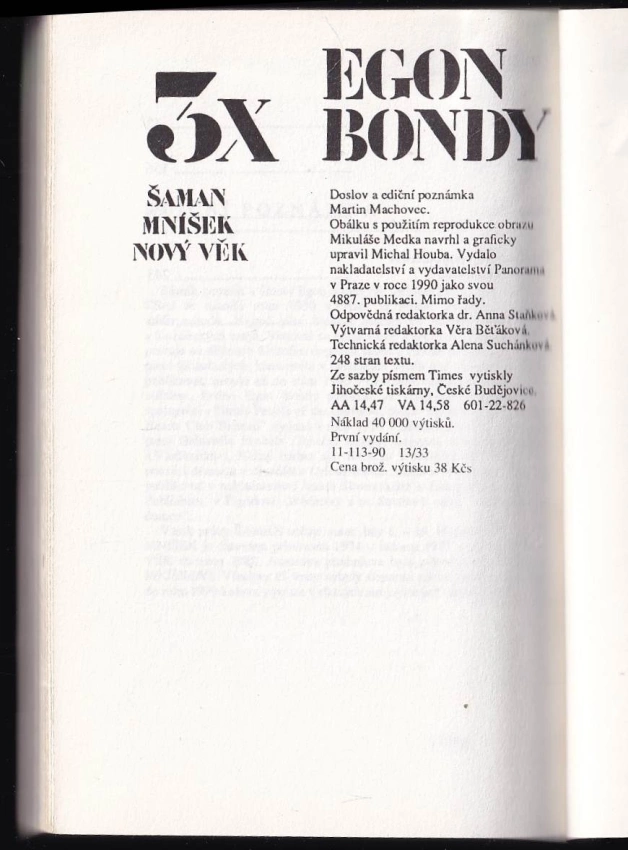 3X
EGON
BONDY
ŠAMAN
MNÍŠEK
NOVÝ VĚK
Doslov a ediční poznámka
Martin Machovec.
Obálku s použitím reprodukce obrazu
Mikuláše Medka navrhl a graficky
upravil Michal Houba. Vydalo
nakladatelství a vydavatelství Panorama
v Praze v roce 1990 jako svou
4887. publikaci. Mimo řady.
Odpovědná redaktorka dr. Anna Staňková.
Výtvarná redaktorka Věra Běťáková.
Technická redaktorka Alena Suchánková.
248 stran textu.
Ze sazby písmem Times vytiskly
Jihočeské tiskárny, České Budějovice.
AA 14,47 VA 14,58 601-22-826
Náklad 40 000 výtisků.
První vydání.
11-113-90 13/33
Cena brož. výtisku 38 Kčs